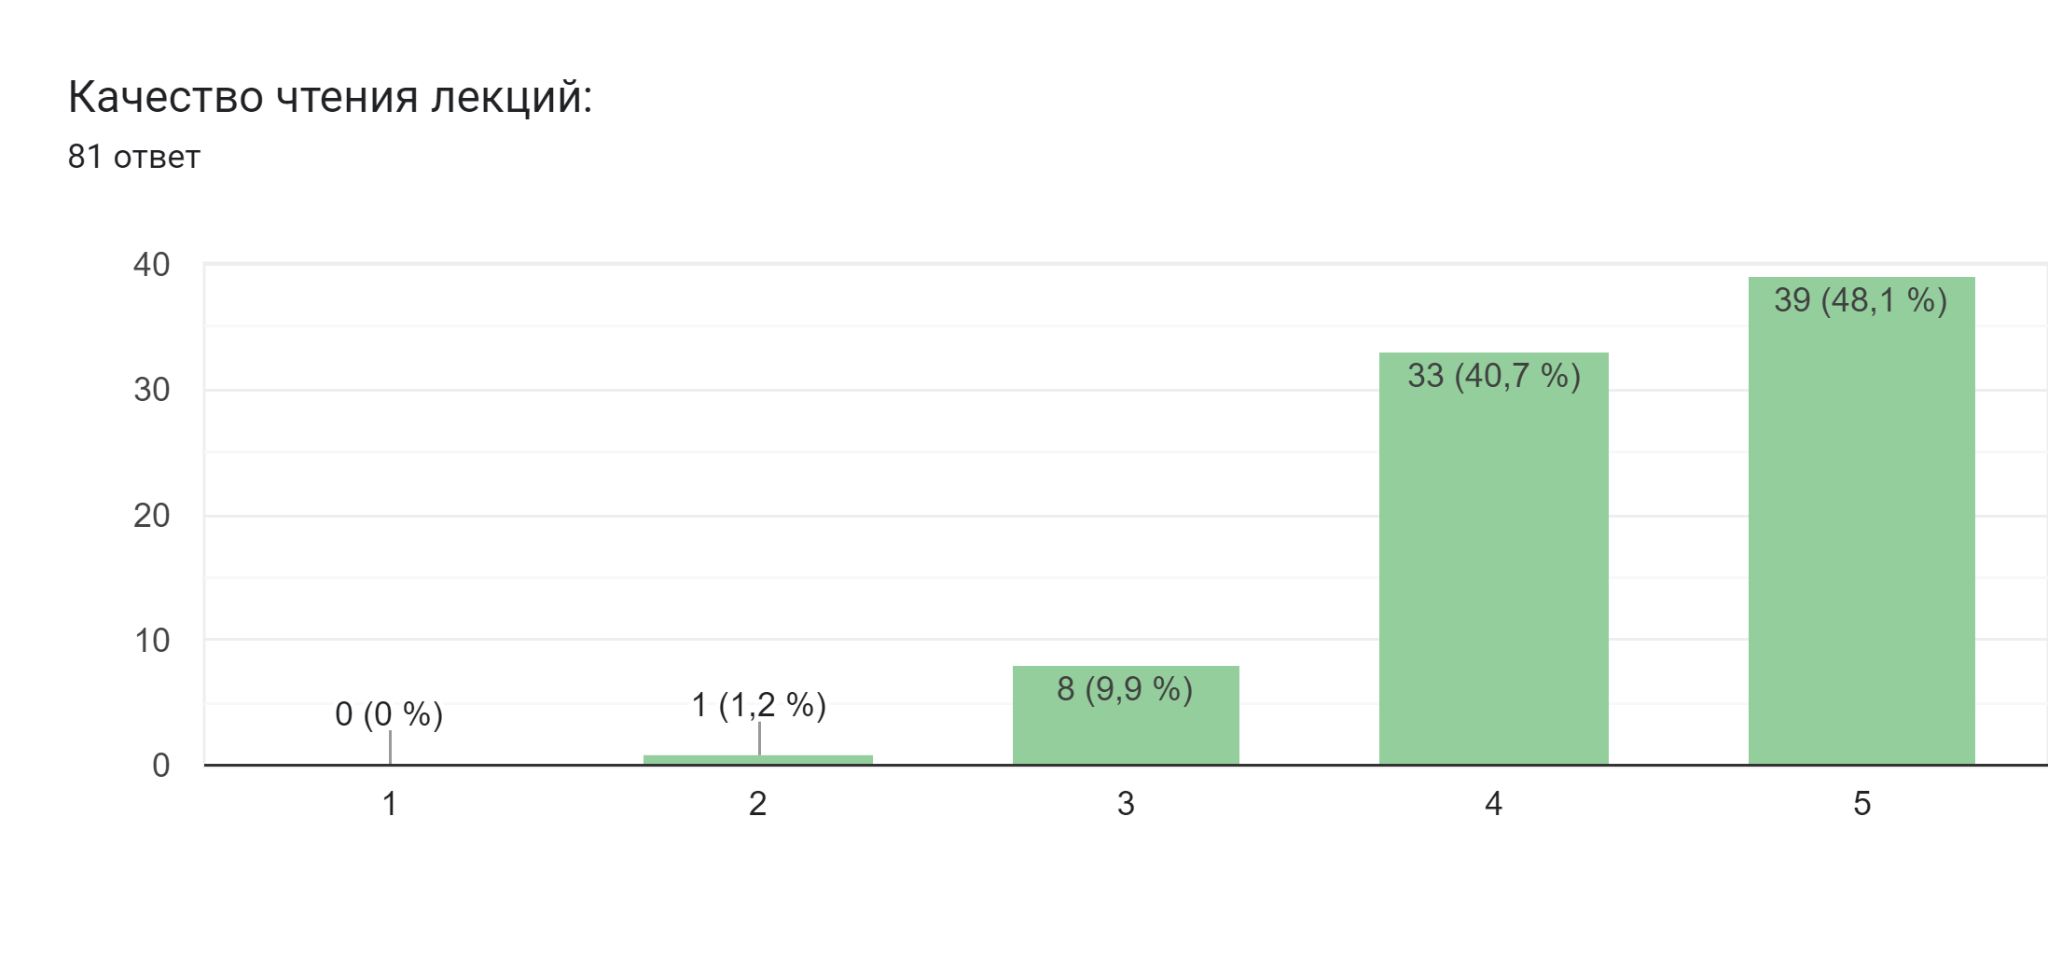 Качество чтения лекций:
81 ответ
40
30
20
10
0
0 (0 %)
1 (1,2 %)
8 (9,9 %)
33 (40,7 %)
39 (48,1 %)
1
2
3
4
5